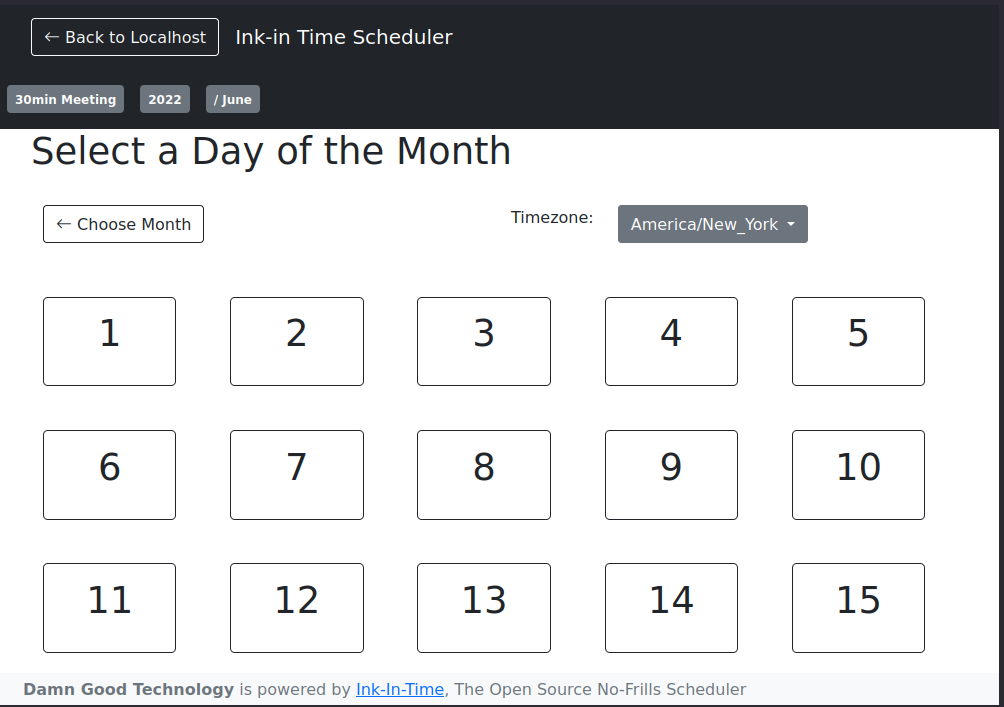 ← Back to Localhost Ink-in Time Scheduler
30min Meeting 2022 / June
Select a Day of the Month
← Choose Month Timezone: America/New_York
1 2 3 4 5
6 7 8 9 10
11 12 13 14 15
Damn Good Technology is powered by Ink-In-Time, The Open Source No-Frills Scheduler